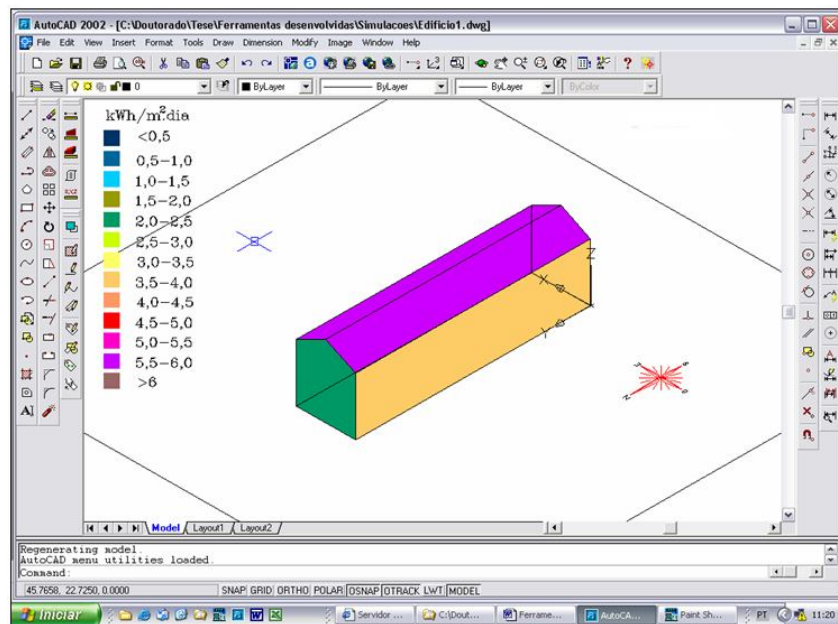 AutoCAD 2002 - [C:\Doutorado\Tese\Ferramentas desenvolvidas\Simulacoes\Edificio1.dwg]
File Edit View Insert Format Tools Draw Dimension Modify Image Window Help
0 ByLayer ByLayer ByLayer ByColor
kWh/m².dia
<0,5
0,5-1,0
1,0-1,5
1,5-2,0
2,0-2,5
2,5-3,0
3,0-3,5
3,5-4,0
4,0-4,5
4,5-5,0
5,0-5,5
5,5-6,0
>6
Z
X
Y
Model Layout1 Layout2
Regenerating model.
AutoCAD menu utilities loaded.
Command:
45.7658, 22.7250, 0.0000 SNAP GRID ORTHO POLAR OSNAP OTRACK LWT MODEL
Iniciar Servidor ... C:\Dout... Ferrame... AutoCA... Paint Sh... PT 11:20